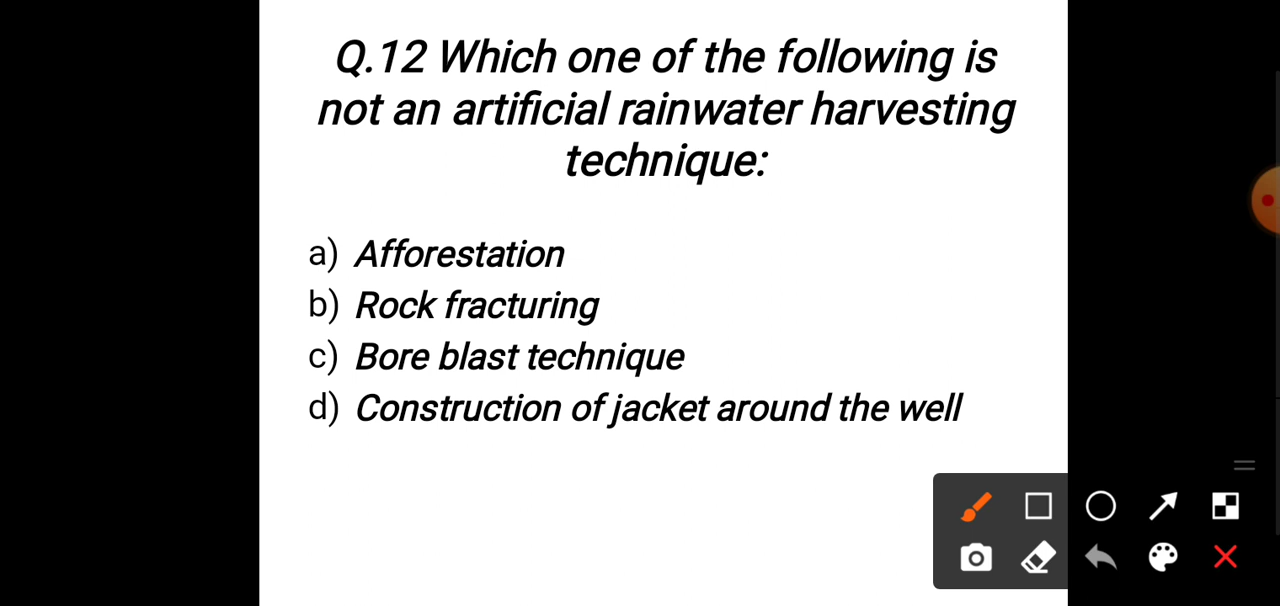 Q.12 Which one of the following is
not an artificial rainwater harvesting
technique:
a) Afforestation
b) Rock fracturing
c) Bore blast technique
d) Construction of jacket around the well